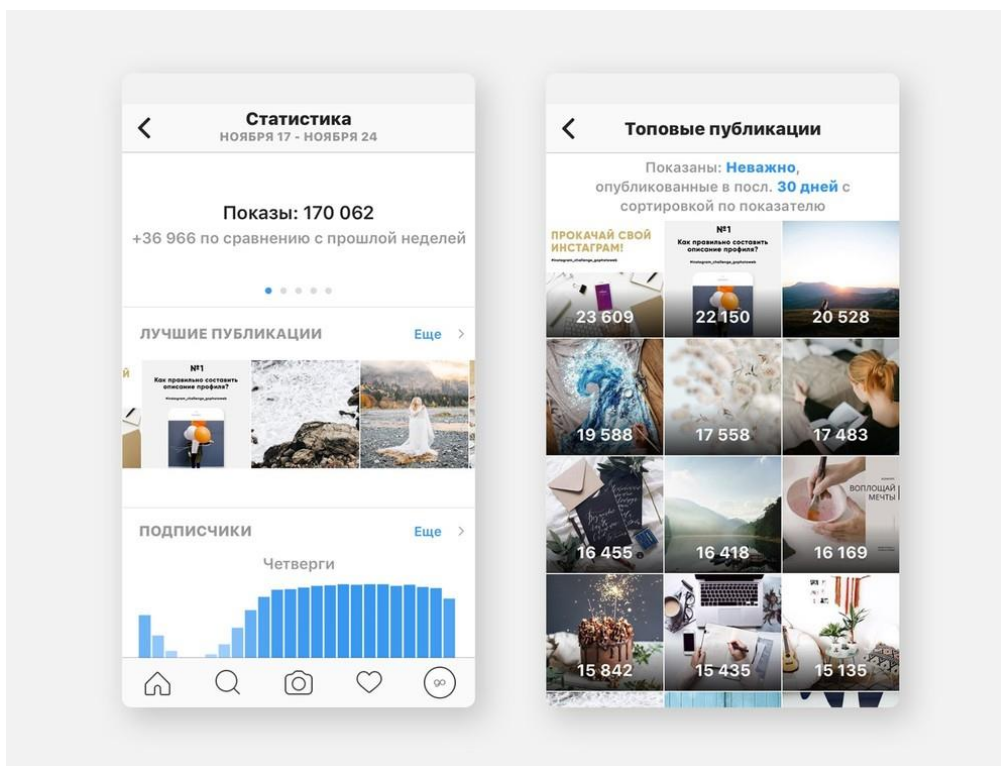 Статистика
НОЯБРЯ 17 - НОЯБРЯ 24
Показы: 170 062
+36 966 по сравнению с прошлой неделей
ЛУЧШИЕ ПУБЛИКАЦИИ
Еще
Й
№1
Как правильно составить
описание профиля?
ПОДПИСЧИКИ
Еще
Четверги
go
Топовые публикации
Показаны: Неважно,
опубликованные в посл. 30 дней с
сортировкой по показателю
ПРОКАЧАЙ СВОЙ
ИНСТАГРАМ!
#instagram_challenge_gophotoweb
23 609
№1
Как правильно составить
описание профиля?
#instagram_challenge_gophotoweb
22 150
20 528
19 588
17 558
17 483
16 455
16 418
ВОПЛОЩАЙ
МЕЧТЫ
16 169
15 842
15 435
15 135